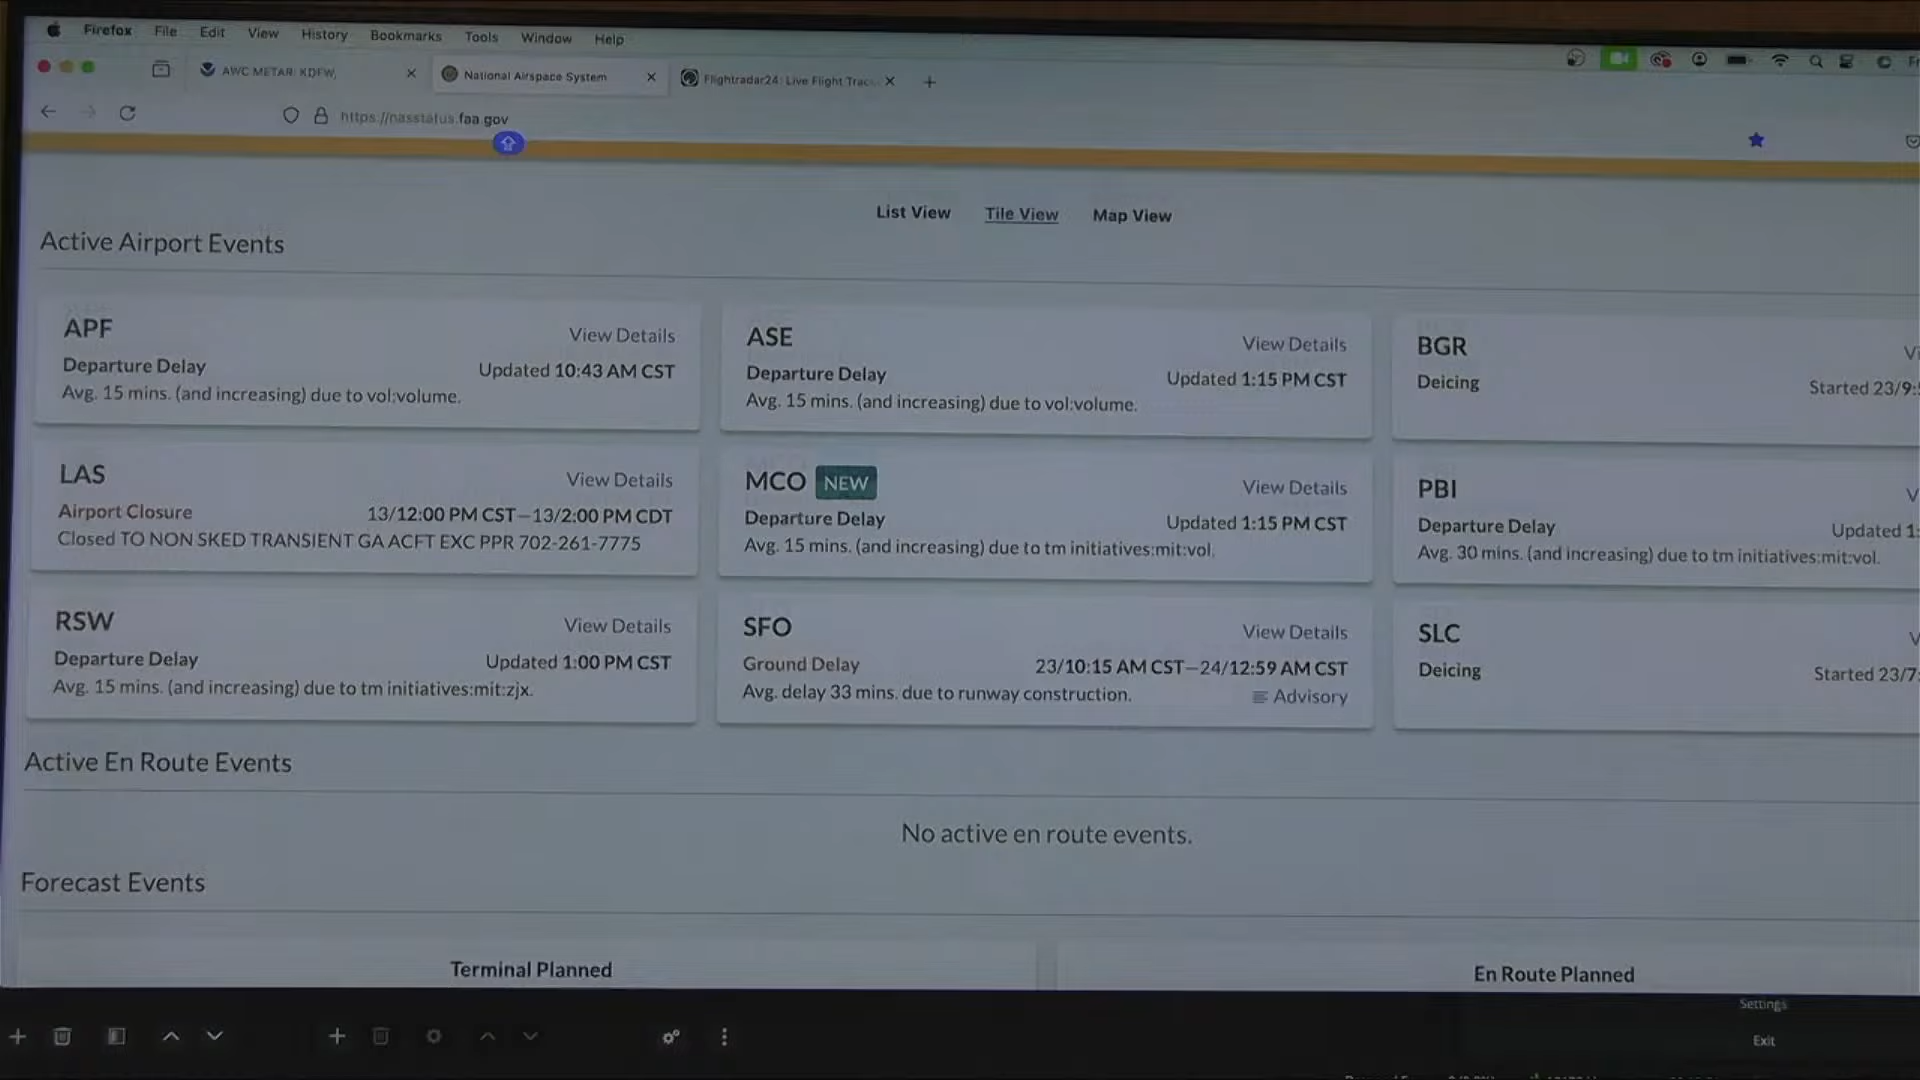 Firefox File Edit View History Bookmarks Tools Window Help
AWC METAR: KDFW,
National Airspace System
Flightradar24: Live Flight Trac...
https://nasstatus.faa.gov
List View Tile View Map View
Active Airport Events
APF
View Details
Departure Delay
Updated 10:43 AM CST
Avg. 15 mins. (and increasing) due to vol:volume.
ASE
View Details
Departure Delay
Updated 1:15 PM CST
Avg. 15 mins. (and increasing) due to vol:volume.
BGR
Deicing
Started 23/9:
LAS
View Details
Airport Closure
13/12:00 PM CST—13/2:00 PM CDT
Closed TO NON SKED TRANSIENT GA ACFT EXC PPR 702-261-7775
MCO NEW
View Details
Departure Delay
Updated 1:15 PM CST
Avg. 15 mins. (and increasing) due to tm initiatives:mit:vol.
PBI
Departure Delay
Updated 1:
Avg. 30 mins. (and increasing) due to tm initiatives:mit:vol.
RSW
View Details
Departure Delay
Updated 1:00 PM CST
Avg. 15 mins. (and increasing) due to tm initiatives:mit:zjx.
SFO
View Details
Ground Delay
23/10:15 AM CST—24/12:59 AM CST
Avg. delay 33 mins. due to runway construction.
Advisory
SLC
Deicing
Started 23/7:
Active En Route Events
No active en route events.
Forecast Events
Terminal Planned
En Route Planned
Settings
Exit